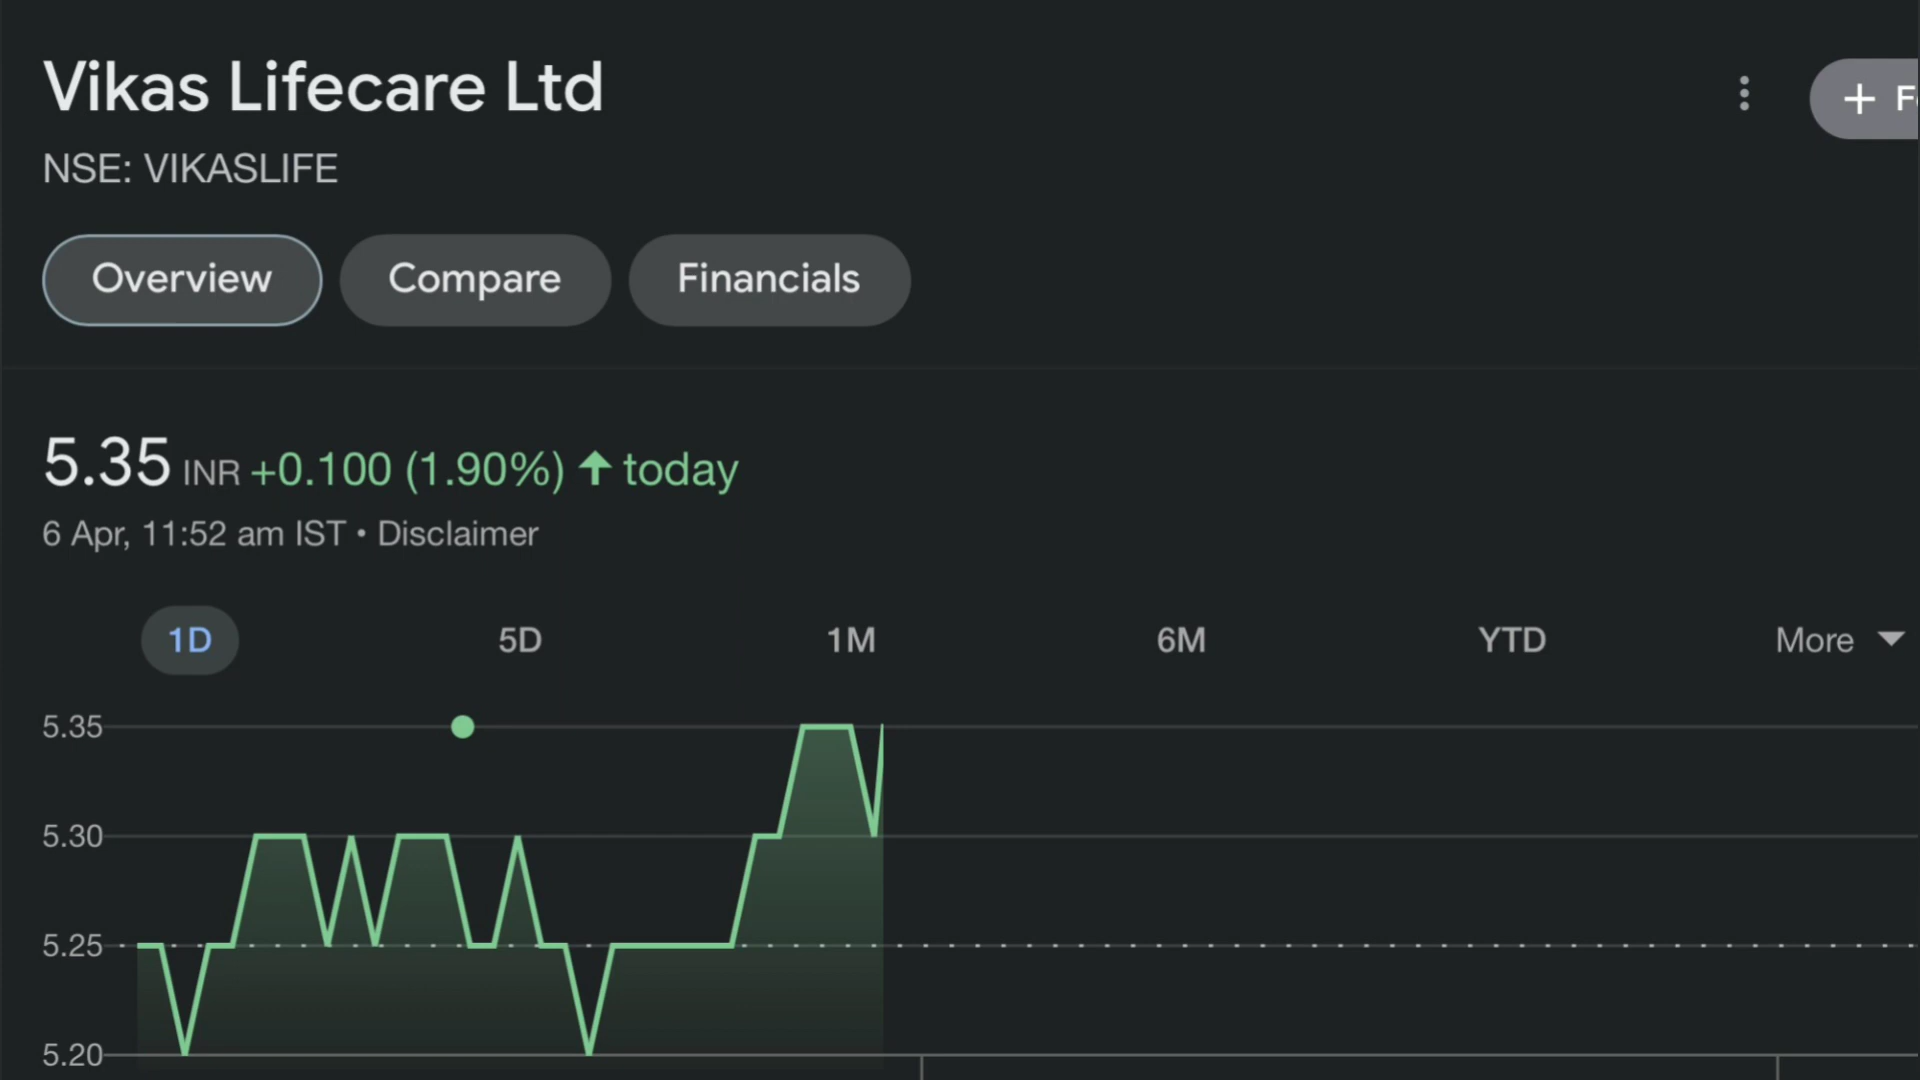 Vikas Lifecare Ltd
+ F
NSE: VIKASLIFE
Overview Compare Financials
5.35 INR +0.100 (1.90%) ↑ today
6 Apr, 11:52 am IST • Disclaimer
1D 5D 1M 6M YTD More
5.35
5.30
5.25
5.20